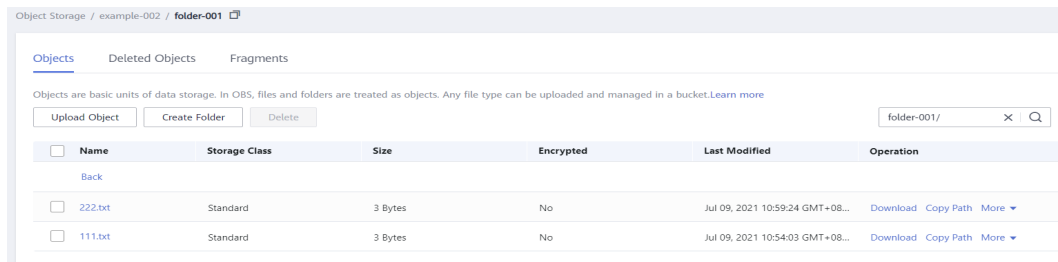 Object Storage / example-002 / folder-001
Objects Deleted Objects Fragments
Objects are basic units of data storage. In OBS, files and folders are treated as objects. Any file type can be uploaded and managed in a bucket.Learn more
Upload Object Create Folder Delete folder-001/
Name Storage Class Size Encrypted Last Modified Operation
Back
222.txt Standard 3 Bytes No Jul 09, 2021 10:59:24 GMT+08... Download Copy Path More
111.txt Standard 3 Bytes No Jul 09, 2021 10:54:03 GMT+08... Download Copy Path More